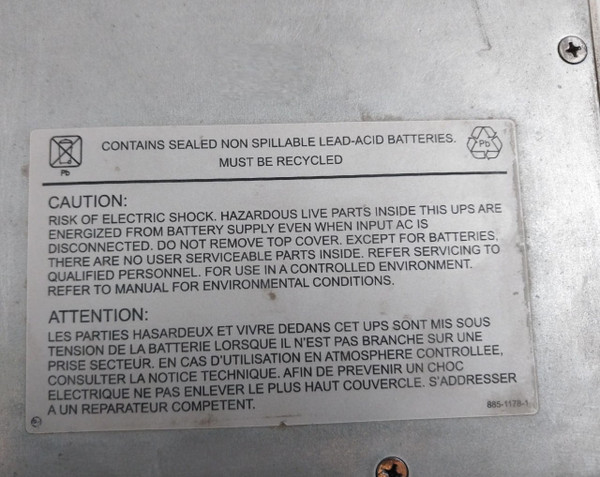 CONTAINS SEALED NON SPILLABLE LEAD-ACID BATTERIES.
MUST BE RECYCLED
Pb
Pb
CAUTION:
RISK OF ELECTRIC SHOCK. HAZARDOUS LIVE PARTS INSIDE THIS UPS ARE
ENERGIZED FROM BATTERY SUPPLY EVEN WHEN INPUT AC IS
DISCONNECTED. DO NOT REMOVE TOP COVER. EXCEPT FOR BATTERIES,
THERE ARE NO USER SERVICEABLE PARTS INSIDE. REFER SERVICING TO
QUALIFIED PERSONNEL. FOR USE IN A CONTROLLED ENVIRONMENT.
REFER TO MANUAL FOR ENVIRONMENTAL CONDITIONS.
ATTENTION:
LES PARTIES HASARDEUX ET VIVRE DEDANS CET UPS SONT MIS SOUS
TENSION DE LA BATTERIE LORSQUE IL N'EST PAS BRANCHE SUR UNE
PRISE SECTEUR. EN CAS D'UTILISATION EN ATMOSPHERE CONTROLLEE,
CONSULTER LA NOTICE TECHNIQUE. AFIN DE PREVENIR UN CHOC
ELECTRIQUE NE PAS ENLEVER LE PLUS HAUT COUVERCLE. S'ADDRESSER
A UN REPARATEUR COMPETENT.
885-1178-1